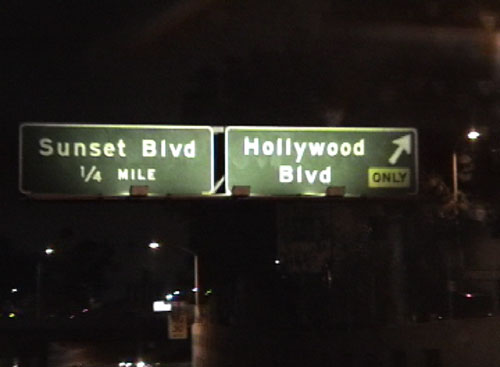 Sunset Blvd
1/4 MILE
Hollywood
Blvd
ONLY